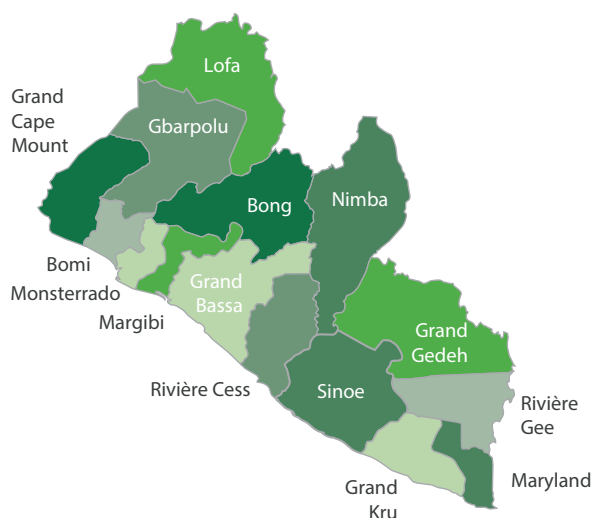 Lofa
Grand
Cape
Mount
Gbarpolu
Bong
Nimba
Bomi
Monsterrado
Margibi
Grand
Bassa
Grand
Gedeh
Rivière Cess
Sinoe
Rivière
Gee
Maryland
Grand
Kru